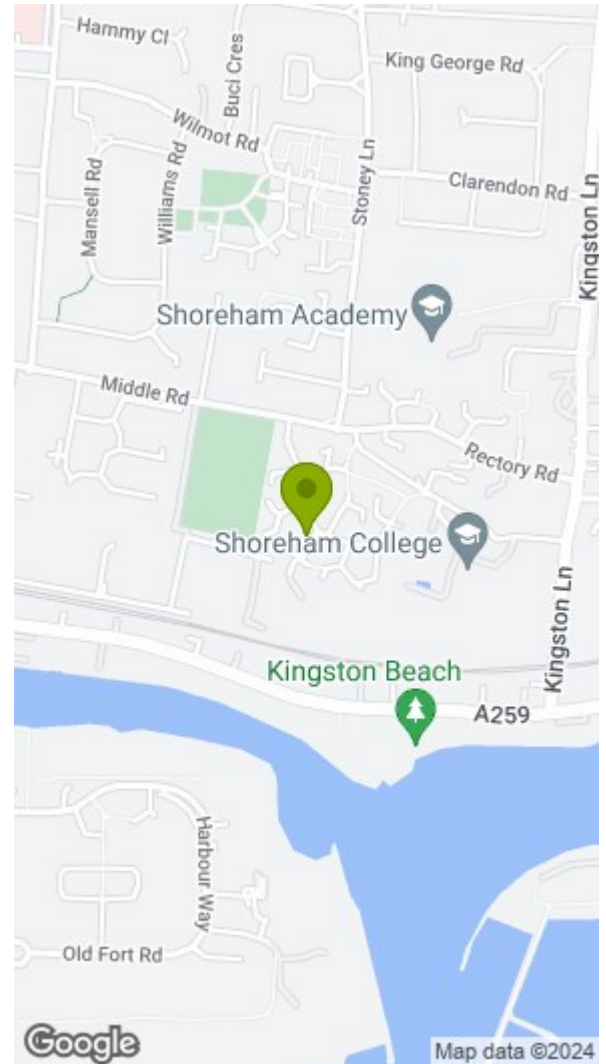 Hammy Cl
Buci Cres
King George Rd
Wilmot Rd
Mansell Rd
Williams Rd
Stoney Ln
Clarendon Rd
Kingston Ln
Shoreham Academy
Middle Rd
Rectory Rd
Shoreham College
Kingston Ln
Kingston Beach
A259
Harbour Way
Old Fort Rd
Google
Map data ©2024